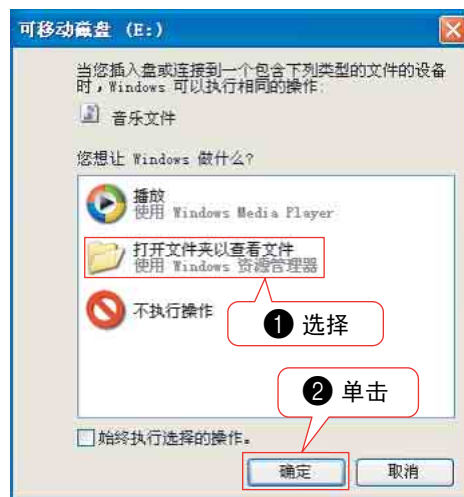 可移动磁盘 (E:)
当您插入盘或连接到一个包含下列类型的文件的设备
时，Windows 可以执行相同的操作:
音乐文件
您想让 Windows 做什么?
播放
使用 Windows Media Player
打开文件夹以查看文件
使用 Windows 资源管理器
不执行操作
❶ 选择
❷ 单击
始终执行选择的操作。
确定
取消